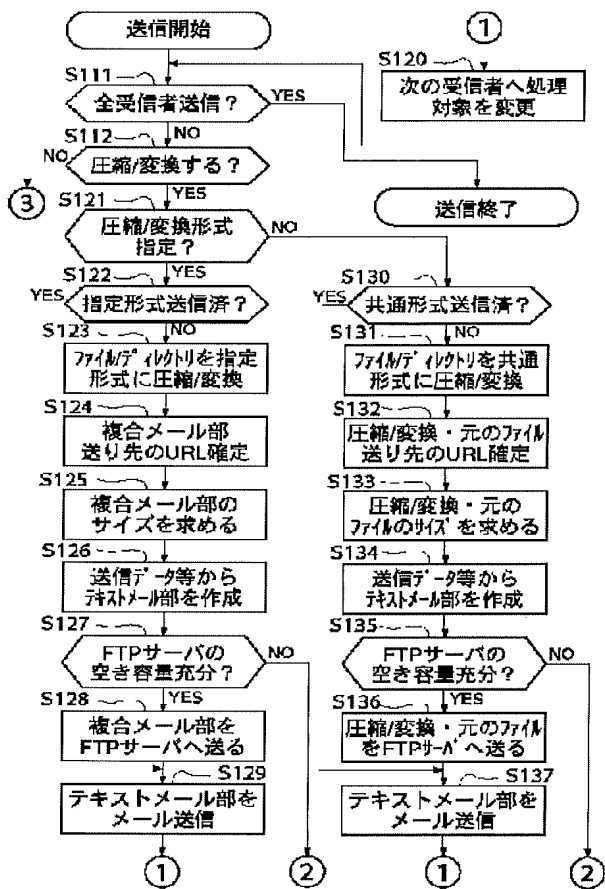 送信開始
①
S111
S120
全受信者送信？
YES
次の受信者へ処理
対象を変更
NO
S112
NO
圧縮/変換する？
③
YES
S121
送信終了
圧縮/変換形式
指定？
NO
YES
S122
YES
指定形式送信済？
S130
YES
共通形式送信済？
NO
S123
ﾌｧｲﾙ/ﾃﾞｨﾚｸﾄﾘを指定
形式に圧縮/変換
NO
S131
ﾌｧｲﾙ/ﾃﾞｨﾚｸﾄﾘを共通
形式に圧縮/変換
S124
複合メール部
送り先のURL確定
S132
圧縮/変換・元のﾌｧｲﾙ
送り先のURL確定
S125
複合メール部の
サイズを求める
S133
圧縮/変換・元の
ﾌｧｲﾙのｻｲｽﾞを求める
S126
送信ﾃﾞｰﾀ等から
ﾃｷｽﾄﾒｰﾙ部を作成
S134
送信ﾃﾞｰﾀ等から
ﾃｷｽﾄﾒｰﾙ部を作成
S127
FTPサーバの
空き容量充分？
NO
S135
FTPサーバの
空き容量充分？
NO
YES
S128
複合メール部を
FTPサーバへ送る
YES
S136
圧縮/変換・元のﾌｧｲﾙ
をFTPｻｰﾊﾞへ送る
S129
テキストメール部を
メール送信
S137
テキストメール部を
メール送信
①
②
①
②